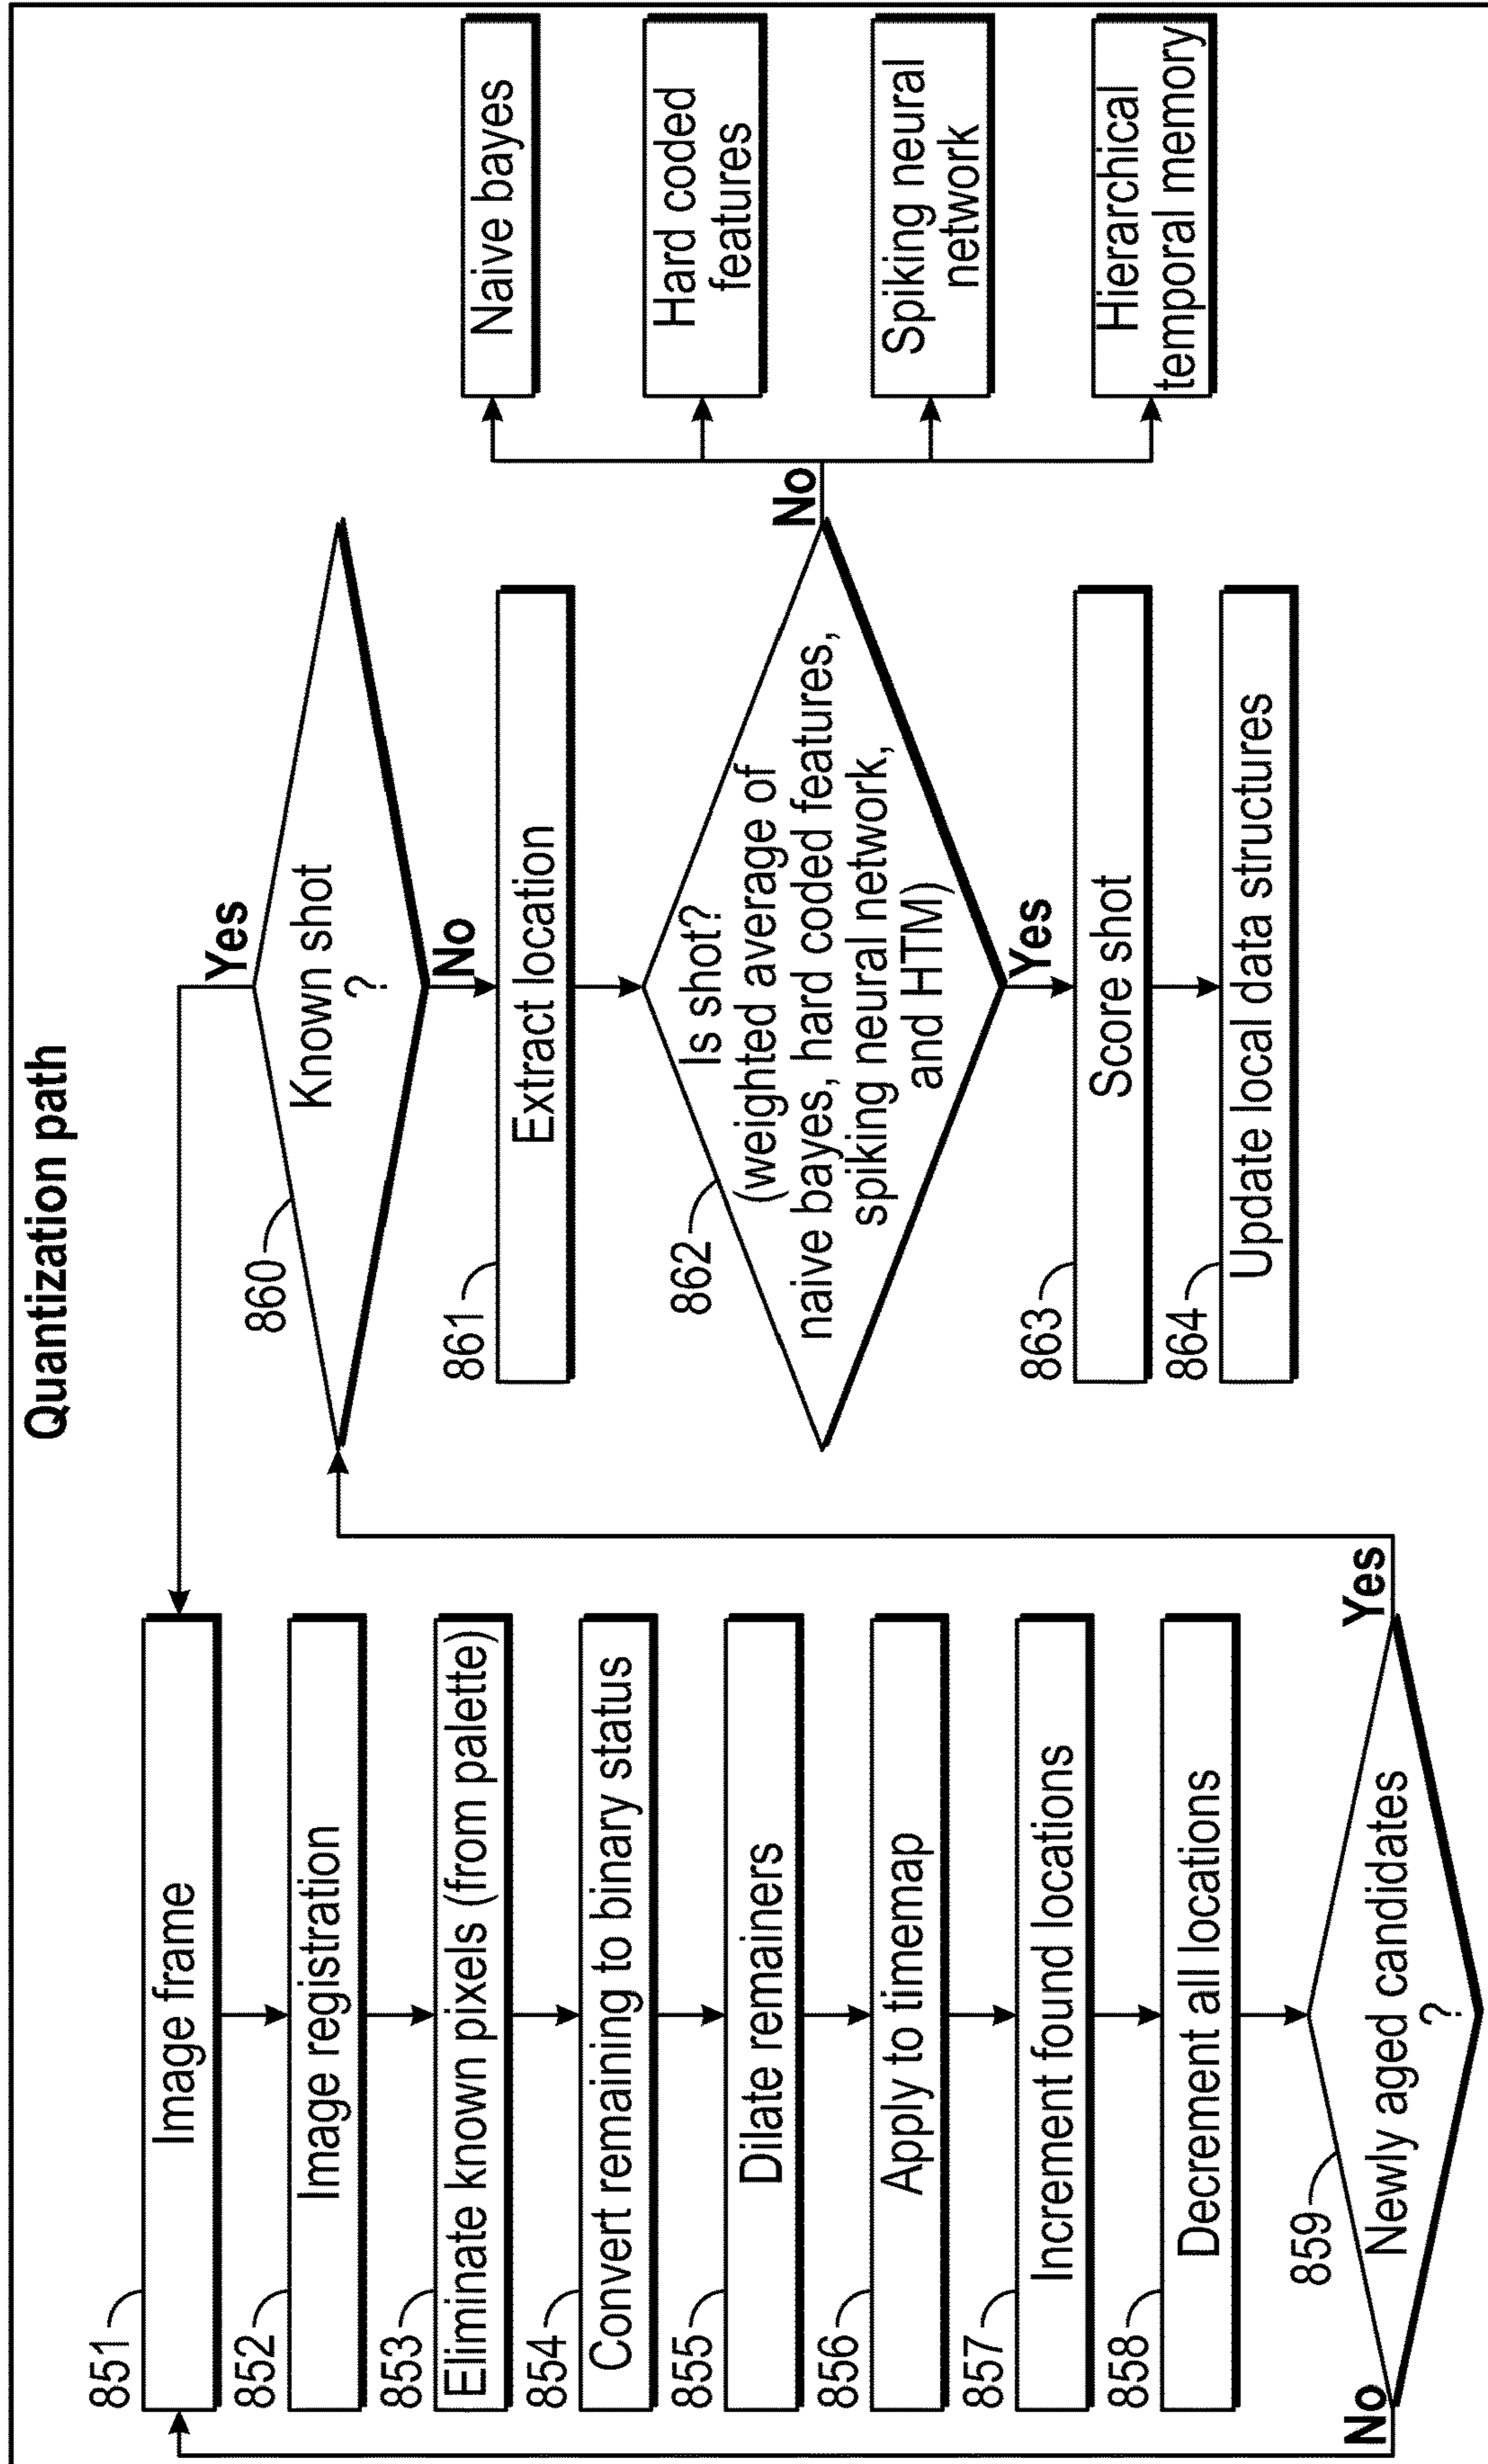 Quantization path
851
Image frame
852
Image registration
853
Eliminate known pixels (from palette)
854
Convert remaining to binary status
855
Dilate remainers
856
Apply to timemap
857
Increment found locations
858
Decrement all locations
859
Newly aged candidates
?
No
Yes
860
Known shot
?
Yes
No
861
Extract location
862
Is shot?
(weighted average of
naive bayes, hard coded features,
spiking neural network,
and HTM)
No
Yes
863
Score shot
864
Update local data structures
Naive bayes
Hard coded
features
Spiking neural
network
Hierarchical
temporal memory